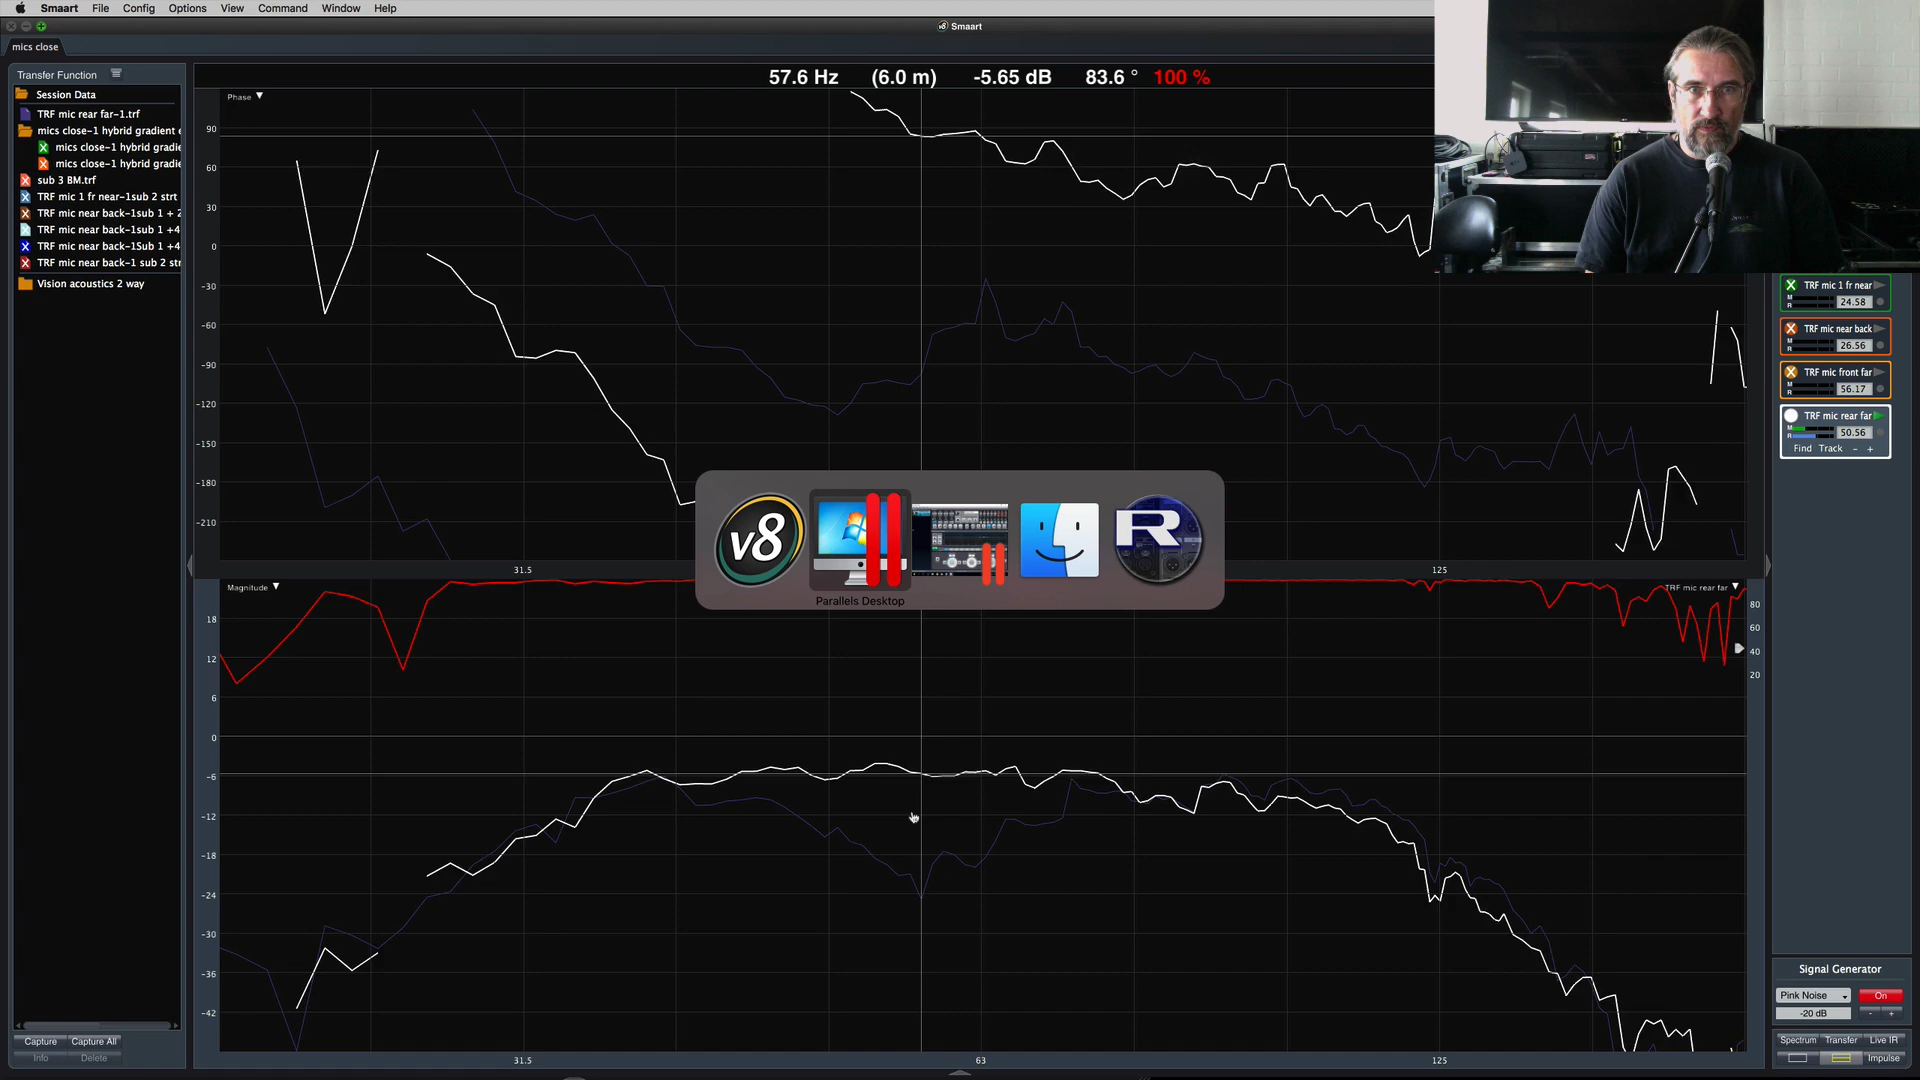 Smaart File Config Options View Command Window Help
v8 Smaart
mics close
Transfer Function
57.6 Hz (6.0 m) -5.65 dB 83.6 ° 100 %
Session Data
TRF mic rear far-1.trf
mics close-1 hybrid gradient e
mics close-1 hybrid gradie
mics close-1 hybrid gradie
sub 3 BM.trf
TRF mic 1 fr near-1sub 2 strt
TRF mic near back-1sub 1 + 2
TRF mic near back-1sub 1 +4
TRF mic near back-1Sub 1 +4
TRF mic near back-1 sub 2 str
Vision acoustics 2 way
Phase
90
60
30
0
-30
-60
-90
-120
-150
-180
-210
31.5 125
v8
R
Parallels Desktop
Magnitude TRF mic rear far
18
12
6
0
-6
-12
-18
-24
-30
-36
-42
80
60
40
20
31.5 63 125
TRF mic 1 fr near
M
R 24.58
TRF mic near back
M
R 26.56
TRF mic front far
M
R 56.17
TRF mic rear far
M
R 50.56
Find Track - +
Signal Generator
Pink Noise On
-20 dB - +
Spectrum Transfer Live IR
Impulse
Capture Capture All
Info Delete